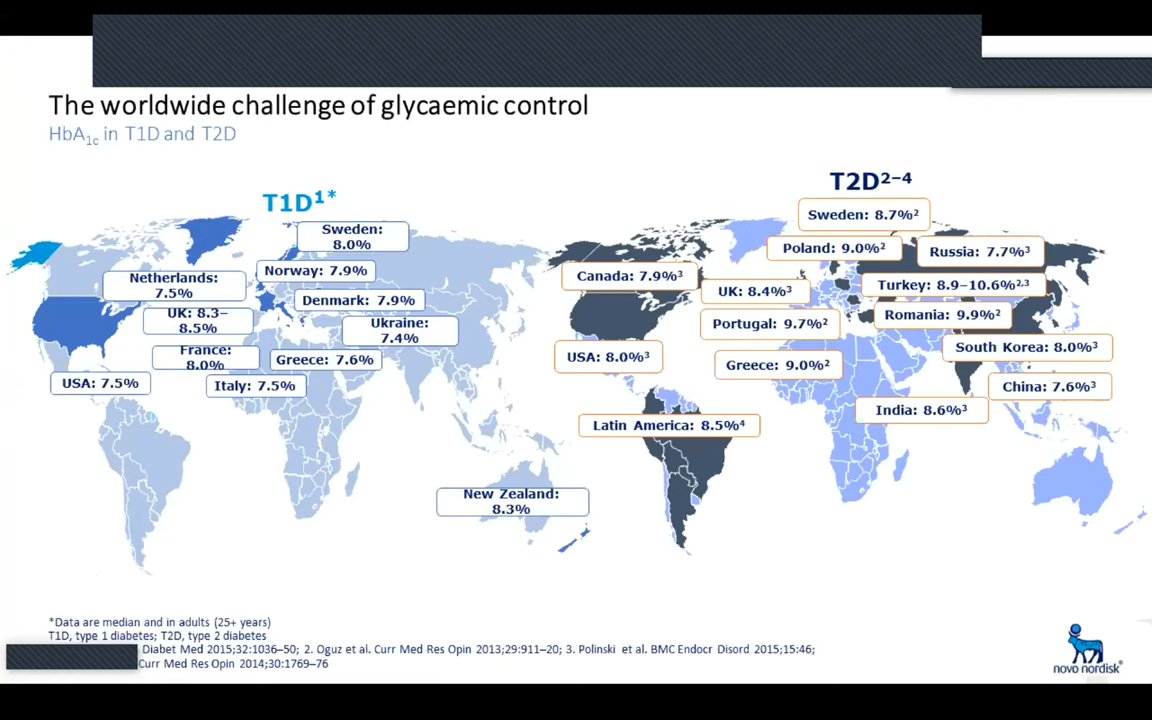 The worldwide challenge of glycaemic control
HbA1c in T1D and T2D
T1D¹*
Sweden:
8.0%
Norway: 7.9%
Netherlands:
7.5%
Denmark: 7.9%
UK: 8.3–
8.5%
Ukraine:
7.4%
France:
8.0%
Greece: 7.6%
USA: 7.5%
Italy: 7.5%
New Zealand:
8.3%
T2D²⁻⁴
Sweden: 8.7%²
Poland: 9.0%²
Russia: 7.7%³
Canada: 7.9%³
UK: 8.4%³
Turkey: 8.9–10.6%²,³
Portugal: 9.7%²
Romania: 9.9%²
USA: 8.0%³
South Korea: 8.0%³
Greece: 9.0%²
China: 7.6%³
India: 8.6%³
Latin America: 8.5%⁴
*Data are median and in adults (25+ years)
T1D, type 1 diabetes; T2D, type 2 diabetes
Diabet Med 2015;32:1036–50; 2. Oguz et al. Curr Med Res Opin 2013;29:911–20; 3. Polinski et al. BMC Endocr Disord 2015;15:46;
Curr Med Res Opin 2014;30:1769–76
novo nordisk®